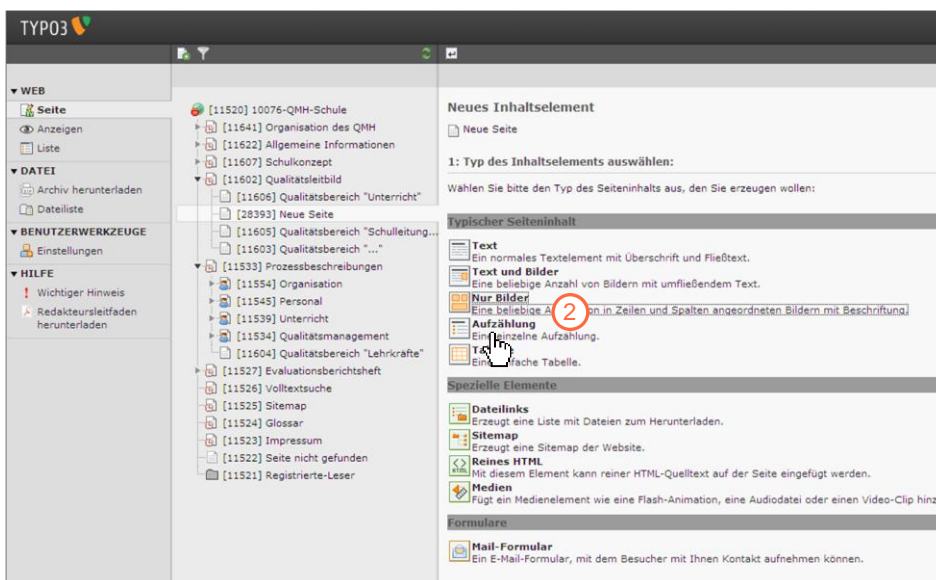 TYPO3
WEB
Seite
Anzeigen
Liste
DATEI
Archiv herunterladen
Dateiliste
BENUTZERWERKZEUGE
Einstellungen
HILFE
Wichtiger Hinweis
Redakteursleitfaden
herunterladen
[11520] 10076-QMH-Schule
[11641] Organisation des QMH
[11622] Allgemeine Informationen
[11607] Schulkonzept
[11602] Qualitätsleitbild
[11606] Qualitätsbereich "Unterricht"
[28393] Neue Seite
[11605] Qualitätsbereich "Schulleitung...
[11603] Qualitätsbereich "..."
[11533] Prozessbeschreibungen
[11554] Organisation
[11545] Personal
[11539] Unterricht
[11534] Qualitätsmanagement
[11604] Qualitätsbereich "Lehrkräfte"
[11527] Evaluationsberichtsheft
[11526] Volltextsuche
[11525] Sitemap
[11524] Glossar
[11523] Impressum
[11522] Seite nicht gefunden
[11521] Registrierte-Leser
Neues Inhaltselement
Neue Seite
1: Typ des Inhaltselements auswählen:
Wählen Sie bitte den Typ des Seiteninhalts aus, den Sie erzeugen wollen:
Typischer Seiteninhalt
Text
Ein normales Textelement mit Überschrift und Fließtext.
Text und Bilder
Eine beliebige Anzahl von Bildern mit umfließendem Text.
Nur Bilder
Eine beliebige in Zeilen und Spalten angeordneten Bildern mit Beschriftung.
2
Aufzählung
einzelne Aufzählung.
fache Tabelle.
Spezielle Elemente
Dateilinks
Erzeugt eine Liste mit Dateien zum Herunterladen.
Sitemap
Erzeugt eine Sitemap der Website.
Reines HTML
Mit diesem Element kann reiner HTML-Quelltext auf der Seite eingefügt werden.
Medien
Fügt ein Medienelement wie eine Flash-Animation, eine Audiodatei oder einen Video-Clip hinz
Formulare
Mail-Formular
Ein E-Mail-Formular, mit dem Besucher mit Ihnen Kontakt aufnehmen können.